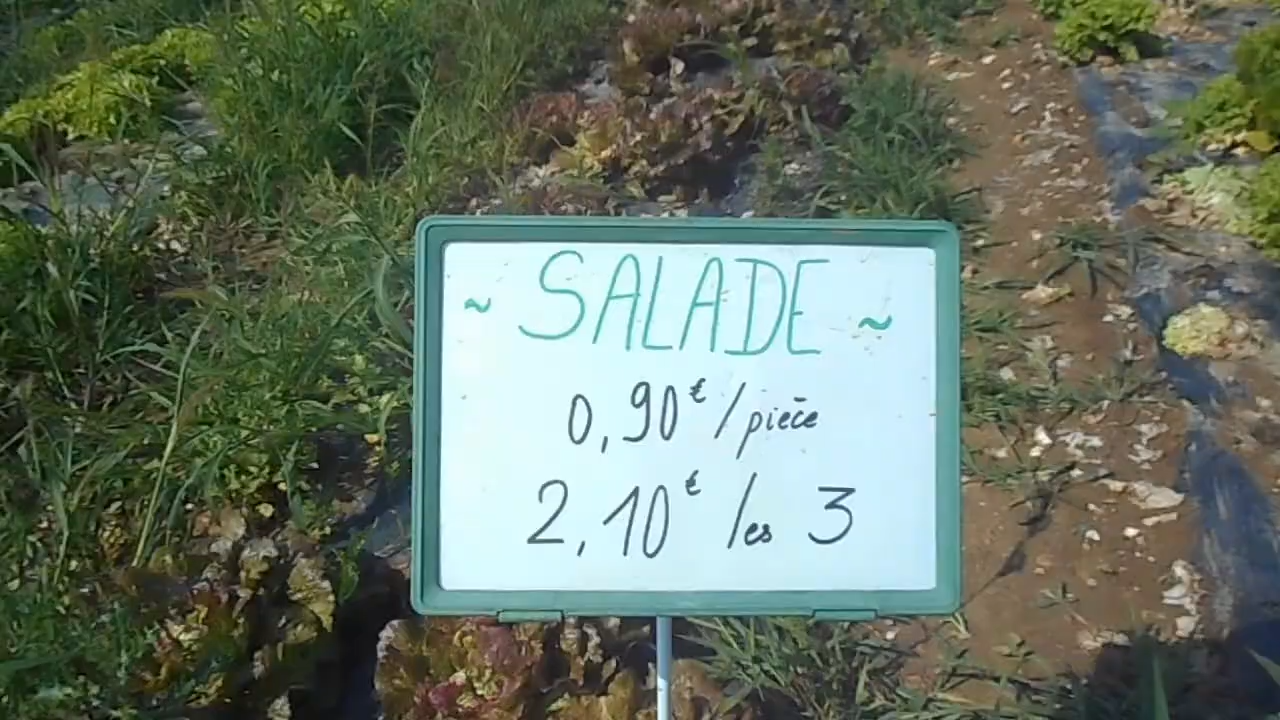 ~ SALADE ~
0,90€ / pièce
2,10€ les 3